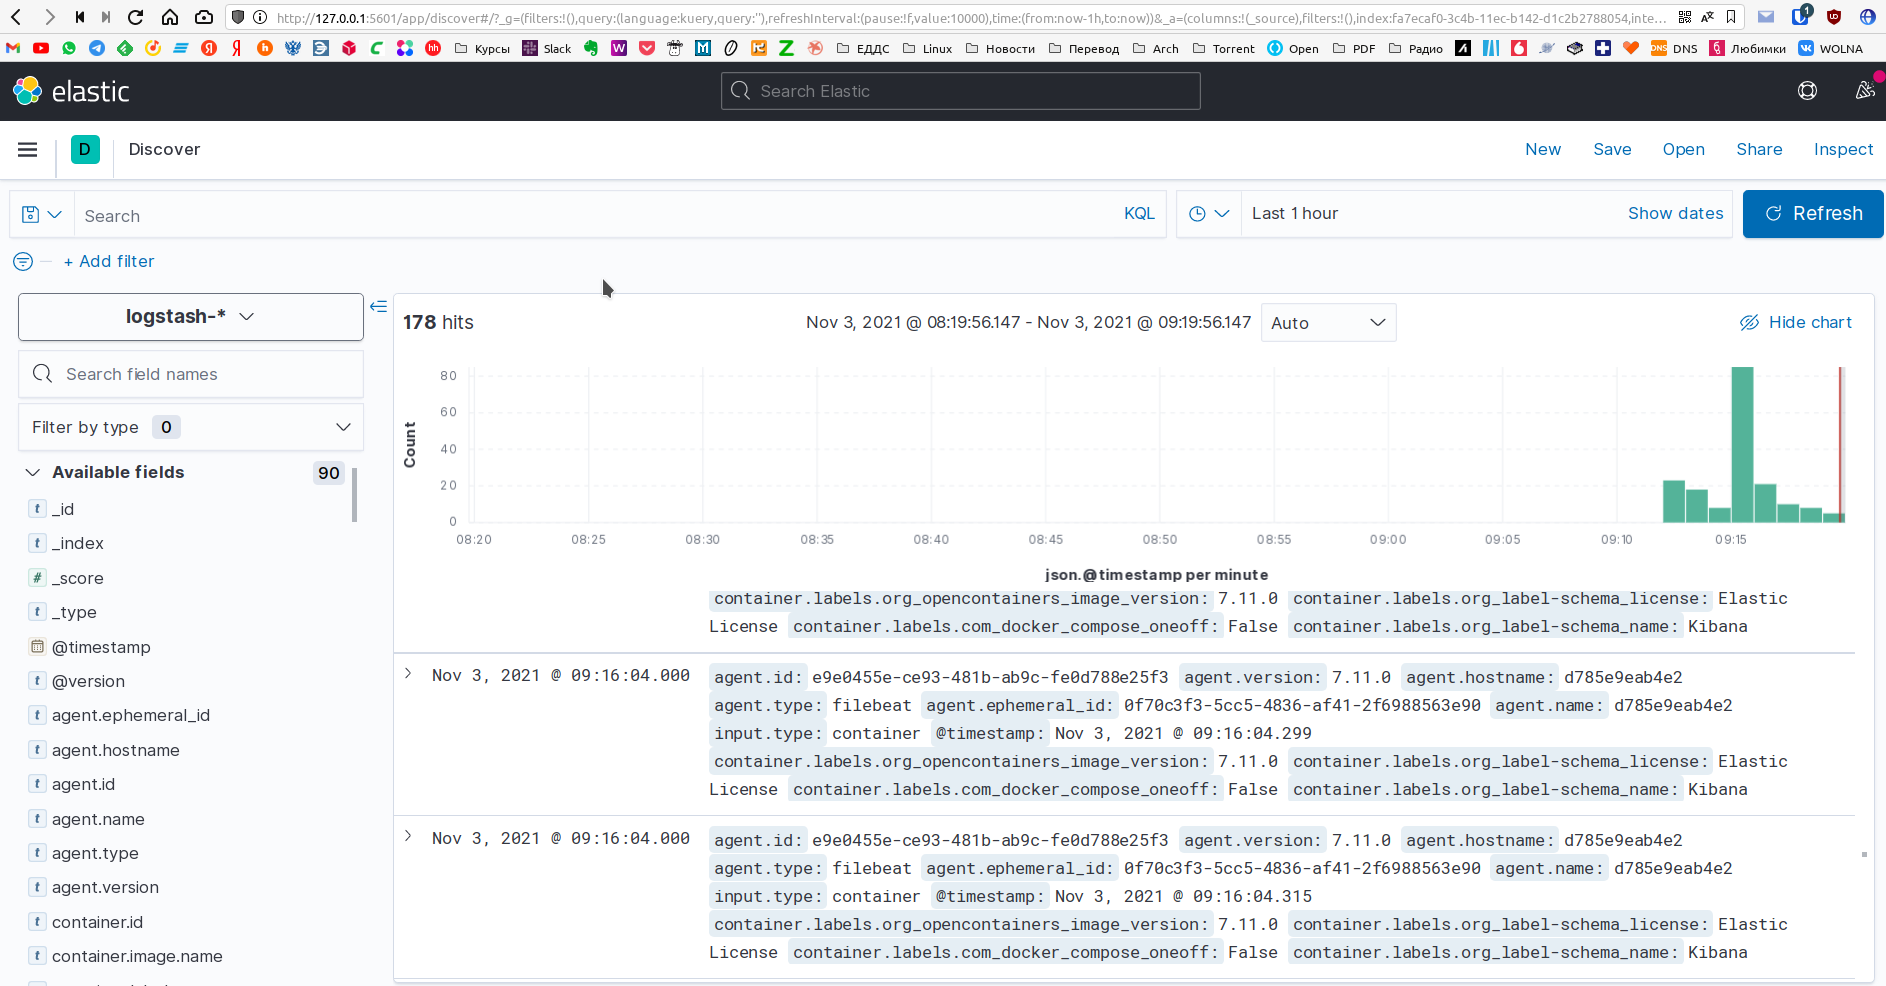 http://127.0.0.1:5601/app/discover#/?_g=(filters:!(),query:(language:kuery,query:''),refreshInterval:(pause:!f,value:10000),time:(from:now-1h,to:now))&_a=(columns:!(_source),filters:!(),index:fa7ecaf0-3c4b-11ec-b142-d1c2b2788054,inte...
Курсы Slack ЕДДС Linux Новости Перевод Arch Torrent Open PDF Радио DNS Любимки WOLNA
elastic
Search Elastic
D Discover
New Save Open Share Inspect
Search KQL Last 1 hour Show dates Refresh
+ Add filter
logstash-*
Search field names
Filter by type 0
Available fields 90
_id
_index
_score
_type
@timestamp
@version
agent.ephemeral_id
agent.hostname
agent.id
agent.name
agent.type
agent.version
container.id
container.image.name
178 hits
Nov 3, 2021 @ 08:19:56.147 - Nov 3, 2021 @ 09:19:56.147 Auto Hide chart
Count
80
60
40
20
0
08:20 08:25 08:30 08:35 08:40 08:45 08:50 08:55 09:00 09:05 09:10 09:15
json.@timestamp per minute
container.labels.org_opencontainers_image_version: 7.11.0 container.labels.org_label-schema_license: Elastic
License container.labels.com_docker_compose_oneoff: False container.labels.org_label-schema_name: Kibana
Nov 3, 2021 @ 09:16:04.000 agent.id: e9e0455e-ce93-481b-ab9c-fe0d788e25f3 agent.version: 7.11.0 agent.hostname: d785e9eab4e2
agent.type: filebeat agent.ephemeral_id: 0f70c3f3-5cc5-4836-af41-2f6988563e90 agent.name: d785e9eab4e2
input.type: container @timestamp: Nov 3, 2021 @ 09:16:04.299
container.labels.org_opencontainers_image_version: 7.11.0 container.labels.org_label-schema_license: Elastic
License container.labels.com_docker_compose_oneoff: False container.labels.org_label-schema_name: Kibana
Nov 3, 2021 @ 09:16:04.000 agent.id: e9e0455e-ce93-481b-ab9c-fe0d788e25f3 agent.version: 7.11.0 agent.hostname: d785e9eab4e2
agent.type: filebeat agent.ephemeral_id: 0f70c3f3-5cc5-4836-af41-2f6988563e90 agent.name: d785e9eab4e2
input.type: container @timestamp: Nov 3, 2021 @ 09:16:04.315
container.labels.org_opencontainers_image_version: 7.11.0 container.labels.org_label-schema_license: Elastic
License container.labels.com_docker_compose_oneoff: False container.labels.org_label-schema_name: Kibana